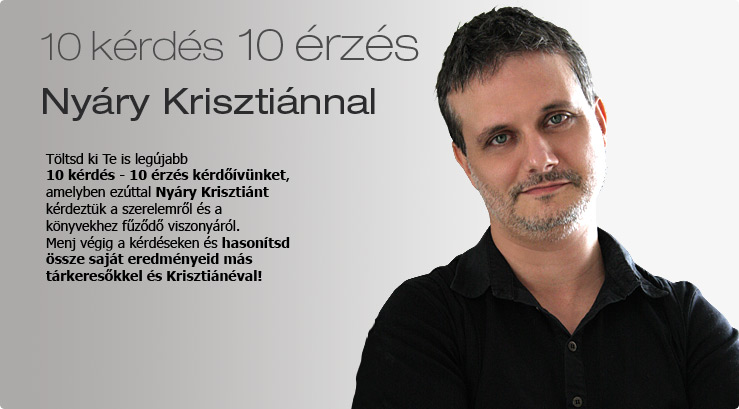 10 kérdés 10 érzés
Nyáry Krisztiánnal
Töltsd ki Te is legújabb
10 kérdés - 10 érzés kérdőívünket,
amelyben ezúttal Nyáry Krisztiánt
kérdeztük a szerelemről és a
könyvekhez fűződő viszonyáról.
Menj végig a kérdéseken és hasonítsd
össze saját eredményeid más
tárkeresőkkel és Krisztiánéval!